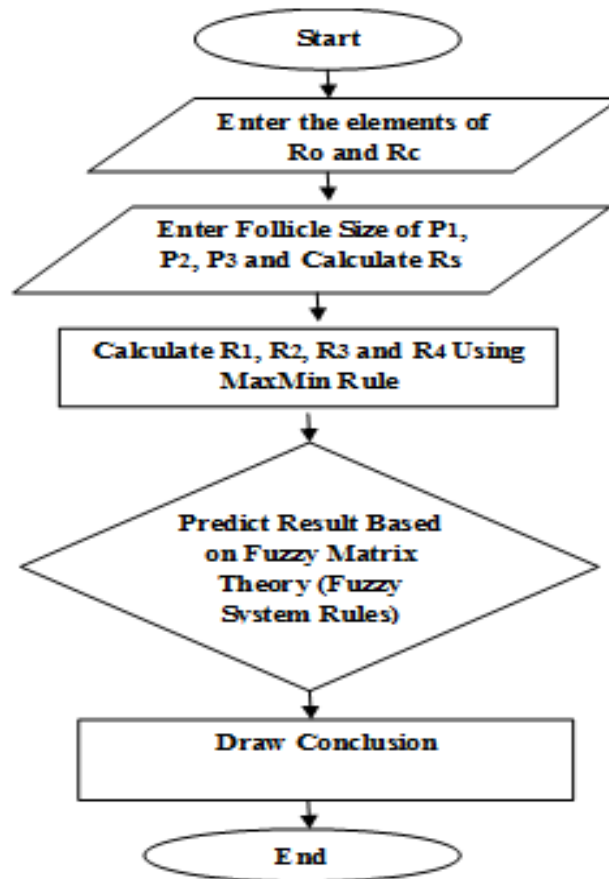 Start
Enter the elements of
Ro and Rc
Enter Follicle Size of P1,
P2, P3 and Calculate Rs
Calculate R1, R2, R3 and R4 Using
MaxMin Rule
Predict Result Based
on Fuzzy Matrix
Theory (Fuzzy
System Rules)
Draw Conclusion
End